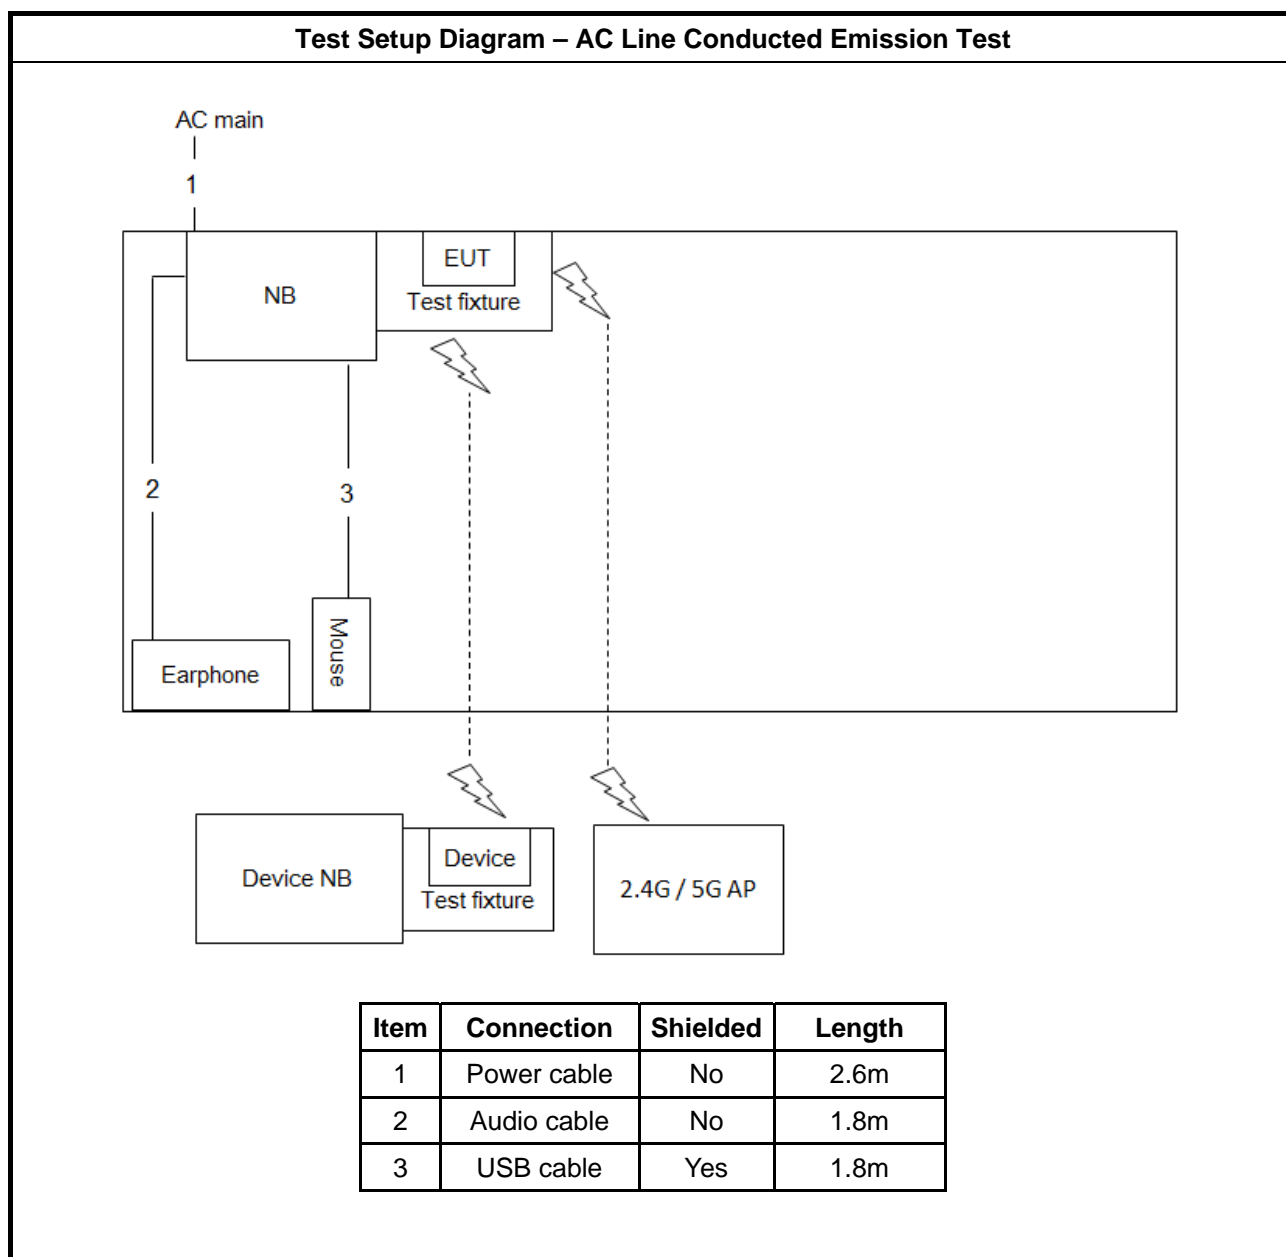 Test Setup Diagram – AC Line Conducted Emission Test
AC main
1
EUT
NB
Test fixture
2
3
Mouse
Earphone
Device
Device NB
Test fixture
2.4G / 5G AP
Item Connection Shielded Length
1 Power cable No 2.6m
2 Audio cable No 1.8m
3 USB cable Yes 1.8m